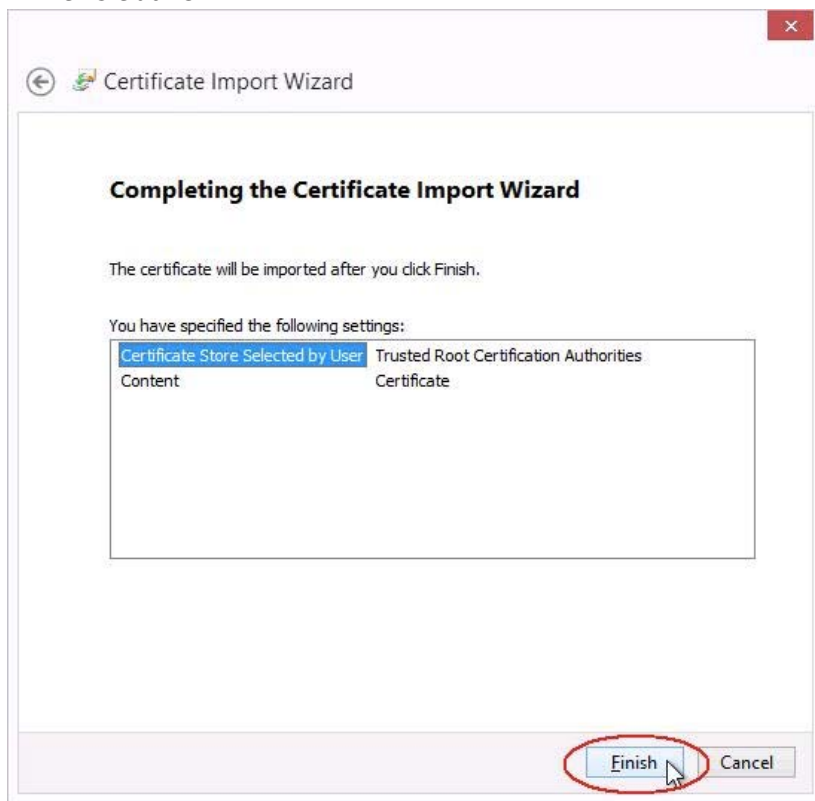 Certificate Import Wizard
Completing the Certificate Import Wizard
The certificate will be imported after you click Finish.
You have specified the following settings:
Certificate Store Selected by User Trusted Root Certification Authorities
Content Certificate
Finish Cancel